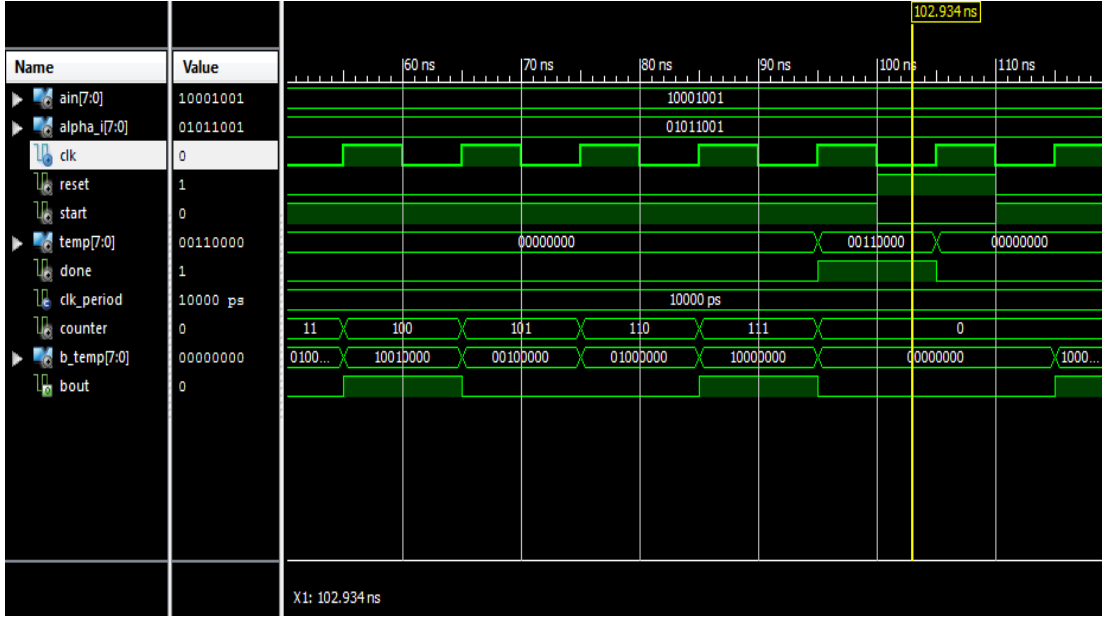 102.934 ns
Name Value 60 ns 70 ns 80 ns 90 ns 100 ns 110 ns
ain[7:0] 10001001 10001001
alpha_i[7:0] 01011001 01011001
clk 0
reset 1
start 0
temp[7:0] 00110000 00000000 00110000 00000000
done 1
clk_period 10000 ps 10000 ps
counter 0 11 100 101 110 111 0
b_temp[7:0] 00000000 0100... 10010000 00100000 01000000 10000000 00000000 1000...
bout 0
X1: 102.934 ns